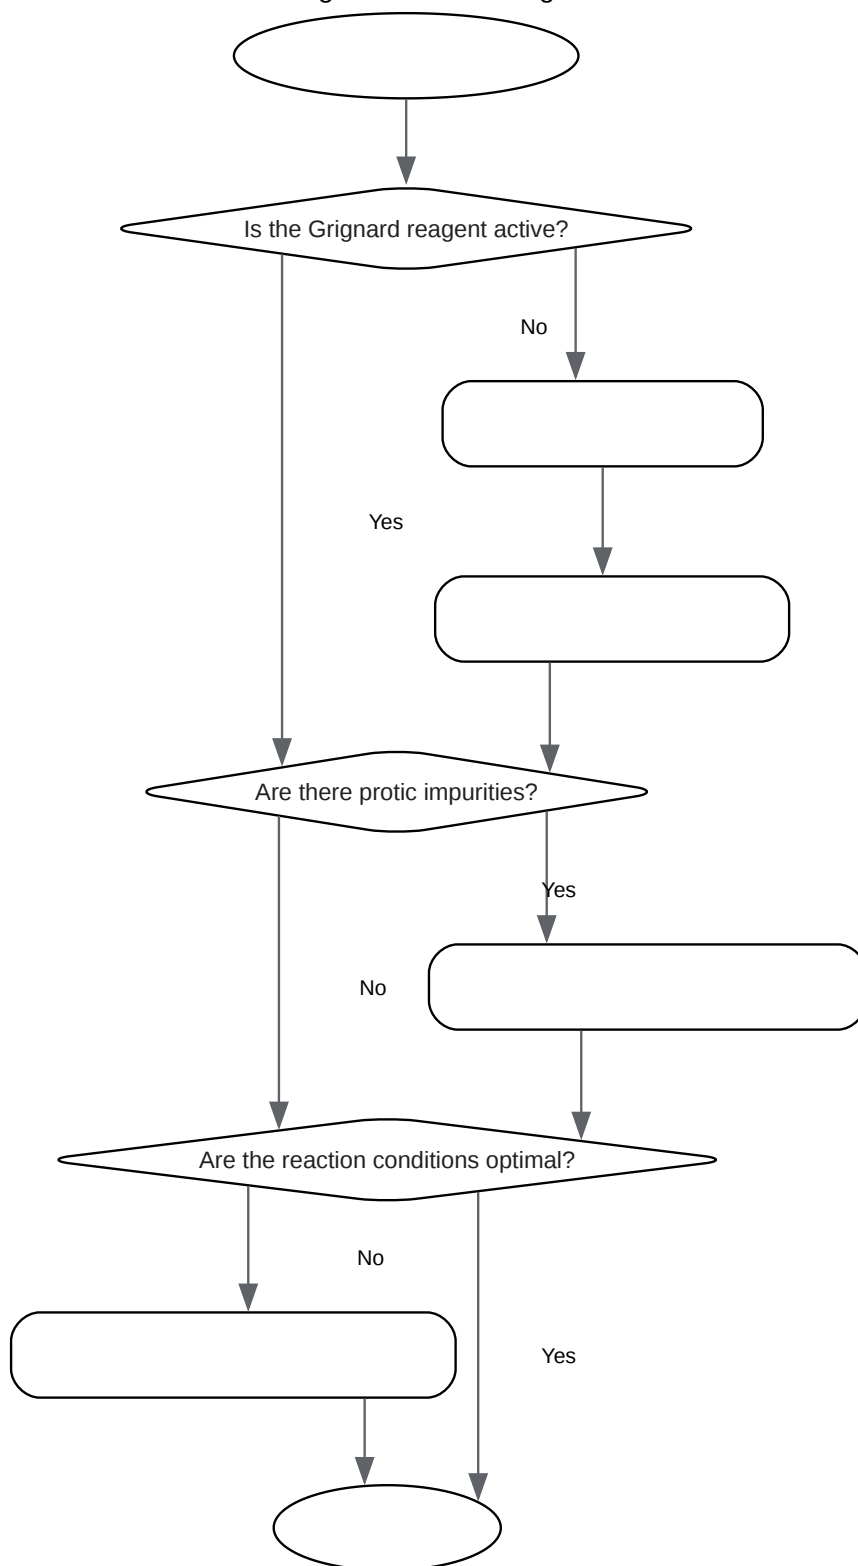 Is the Grignard reagent active?
No
Yes
Are there protic impurities?
Yes
No
Are the reaction conditions optimal?
No
Yes